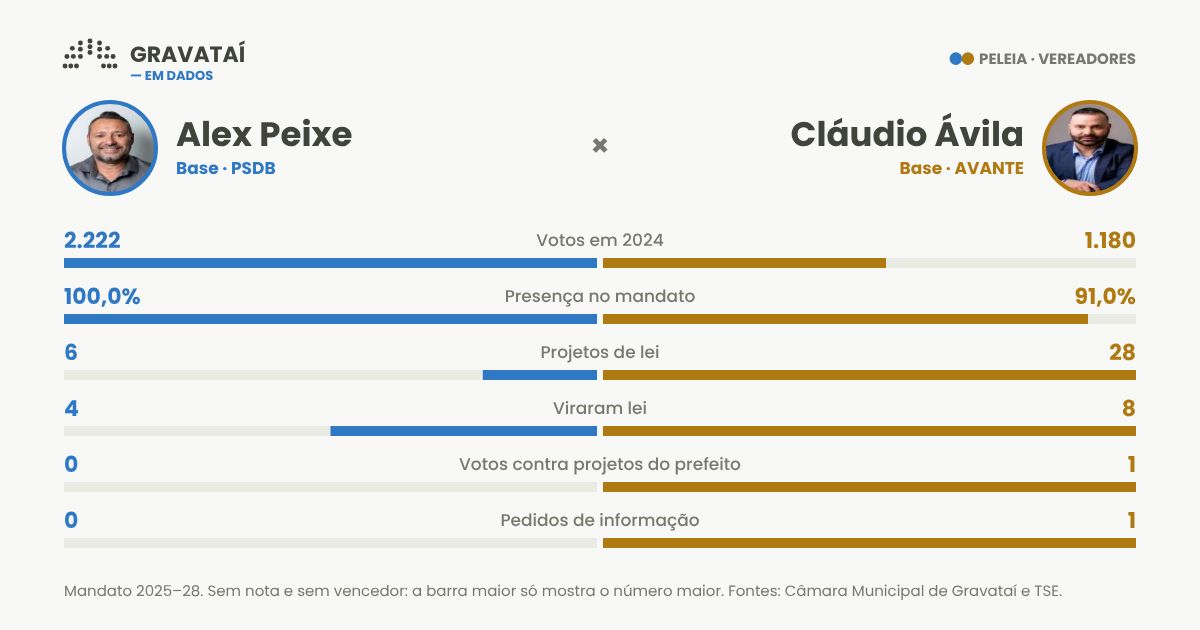 GRAVATAÍ
— EM DADOS
PELEIA · VEREADORES
Alex Peixe
Base · PSDB
×
Cláudio Ávila
Base · AVANTE
2.222 Votos em 2024 1.180
100,0% Presença no mandato 91,0%
6 Projetos de lei 28
4 Viraram lei 8
0 Votos contra projetos do prefeito 1
0 Pedidos de informação 1
Mandato 2025–28. Sem nota e sem vencedor: a barra maior só mostra o número maior. Fontes: Câmara Municipal de Gravataí e TSE.